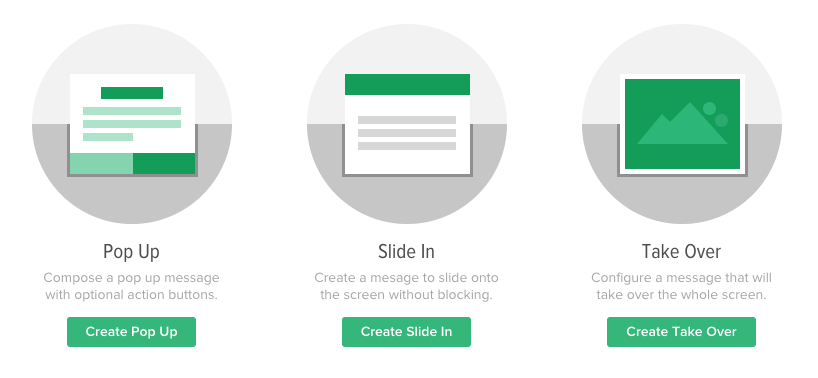 Pop Up
Compose a pop up message
with optional action buttons.
Create Pop Up
Slide In
Create a mesage to slide onto
the screen without blocking.
Create Slide In
Take Over
Configure a message that will
take over the whole screen.
Create Take Over